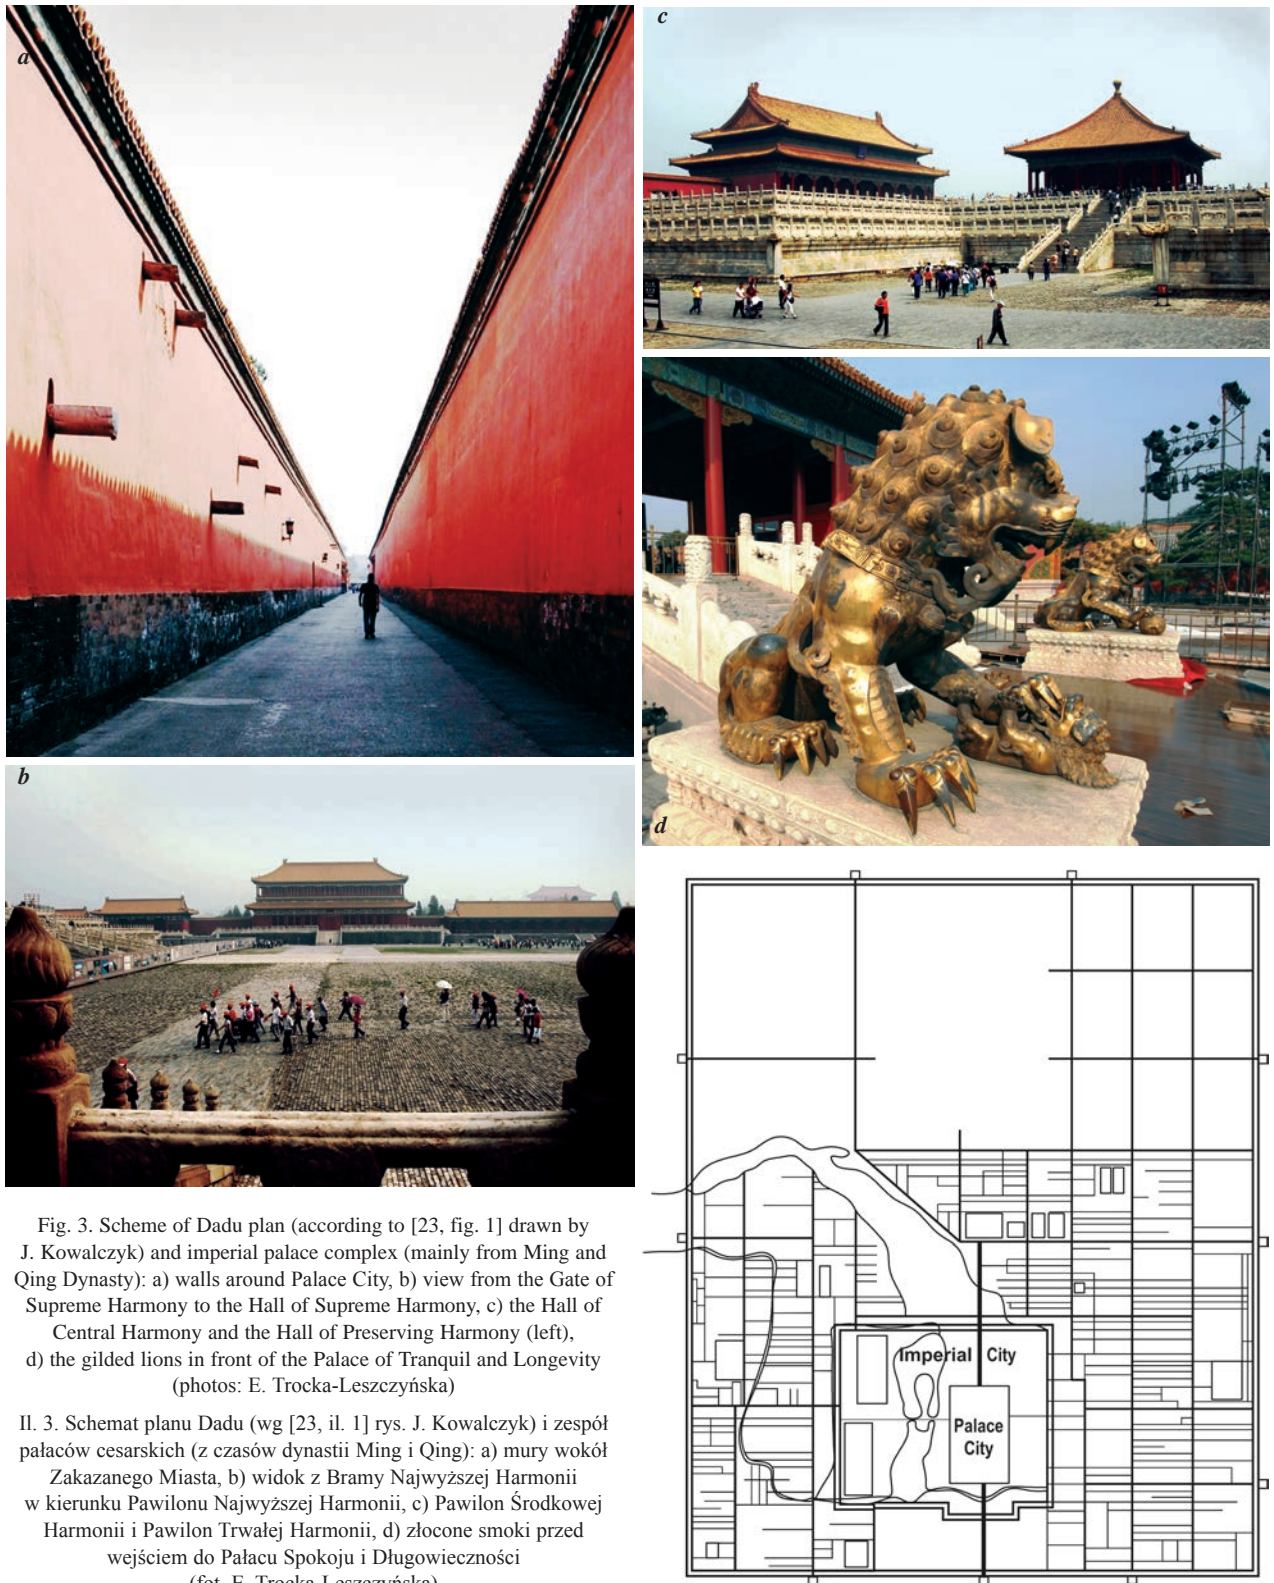 a
c
b
d
Fig. 3. Scheme of Dadu plan (according to [23, fig. 1] drawn by
J. Kowalczyk) and imperial palace complex (mainly from Ming and
Qing Dynasty): a) walls around Palace City, b) view from the Gate of
Supreme Harmony to the Hall of Supreme Harmony, c) the Hall of
Central Harmony and the Hall of Preserving Harmony (left),
d) the gilded lions in front of the Palace of Tranquil and Longevity
(photos: E. Trocka-Leszczyńska)
Il. 3. Schemat planu Dadu (wg [23, il. 1] rys. J. Kowalczyk) i zespół
pałaców cesarskich (z czasów dynastii Ming i Qing): a) mury wokół
Zakazanego Miasta, b) widok z Bramy Najwyższej Harmonii
w kierunku Pawilonu Najwyższej Harmonii, c) Pawilon Środkowej
Harmonii i Pawilon Trwałej Harmonii, d) złocone smoki przed
wejściem do Pałacu Spokoju i Długowieczności
(fot. E. Trocka-Leszczyńska)
Imperial City
Palace
City